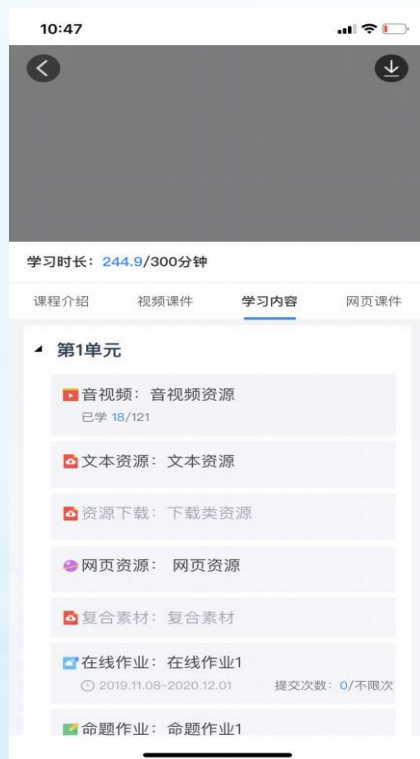 10:47
学习时长：244.9/300分钟
课程介绍 视频课件 学习内容 网页课件
第1单元
音视频：音视频资源
已学 18/121
文本资源：文本资源
资源下载：下载类资源
网页资源： 网页资源
复合素材：复合素材
在线作业：在线作业1
2019.11.08-2020.12.01 提交次数：0/不限次
命题作业：命题作业1